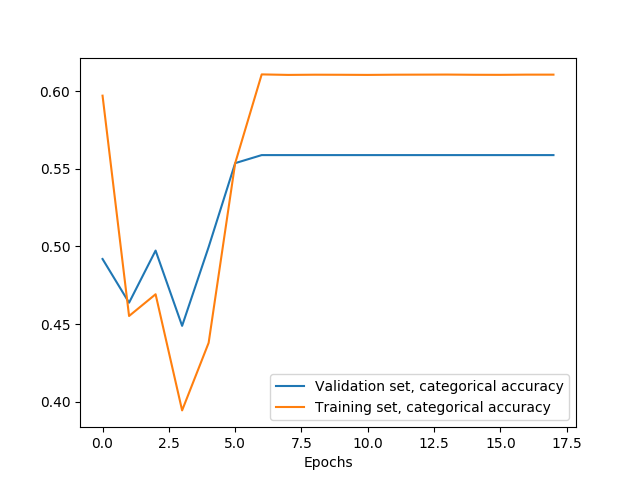 0.60
0.55
0.50
0.45
0.40
Validation set, categorical accuracy
Training set, categorical accuracy
0.0 2.5 5.0 7.5 10.0 12.5 15.0 17.5
Epochs